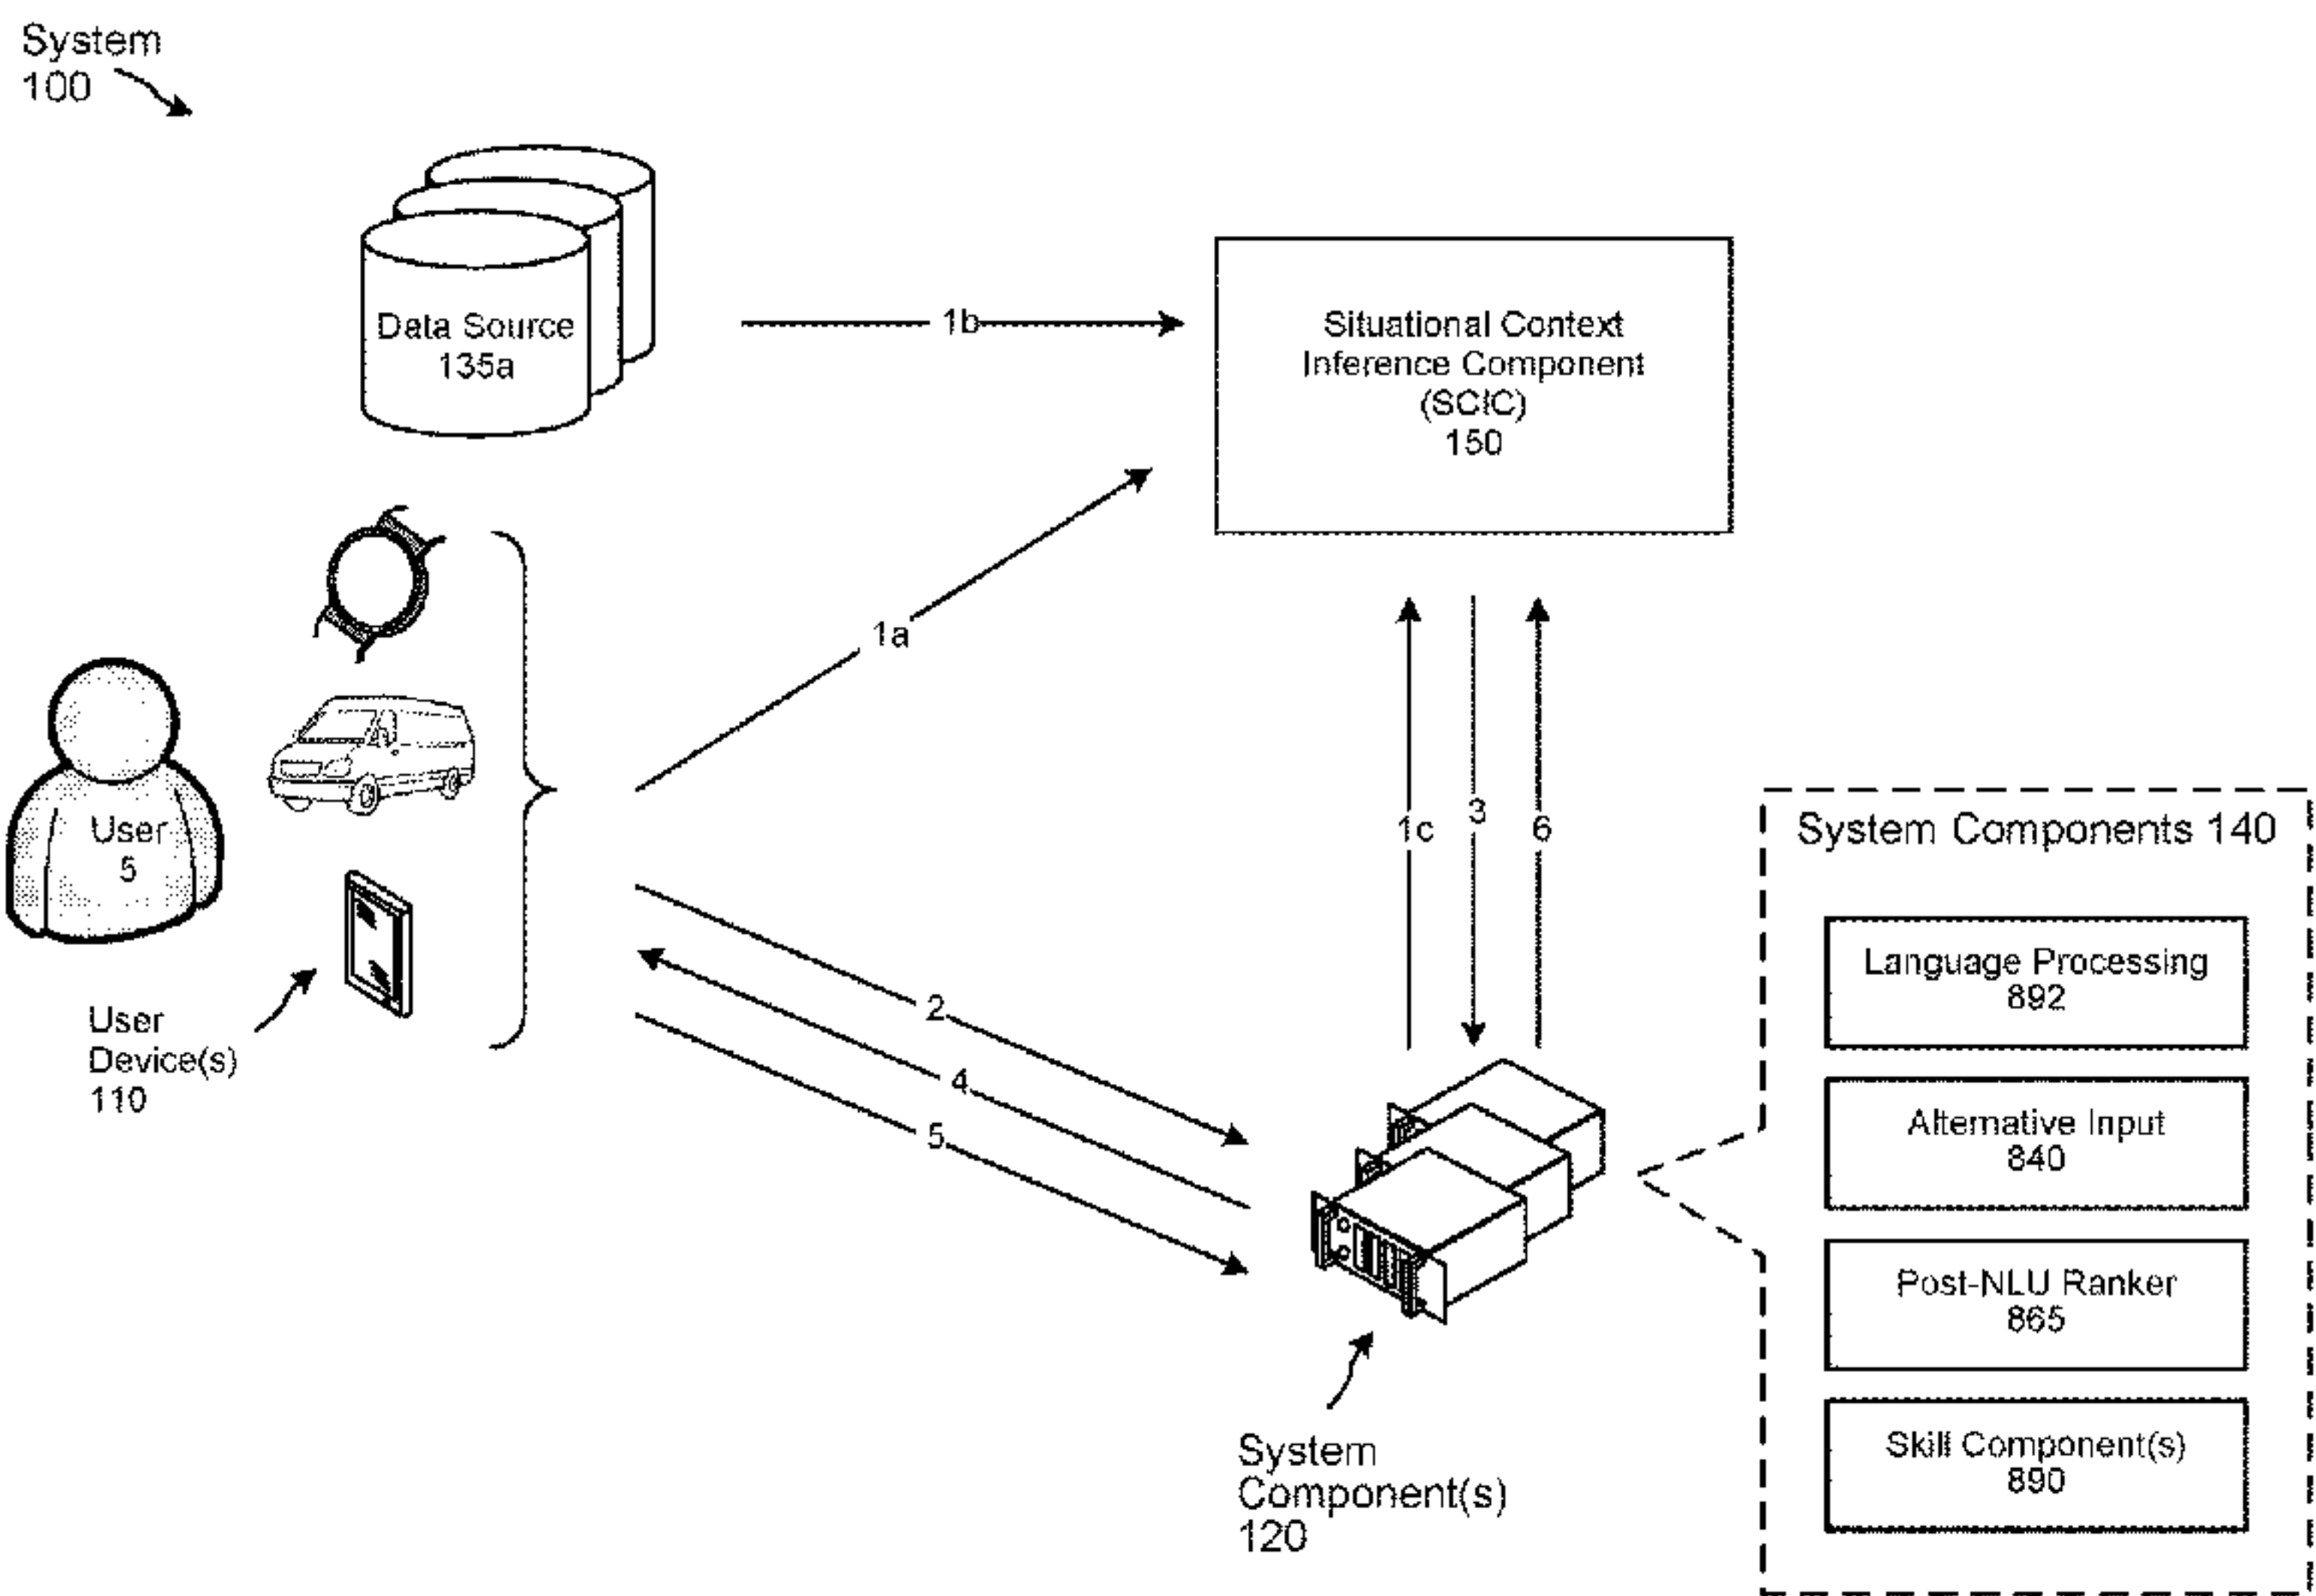 System
100
Data Source
135a
1b
Situational Context
Inference Component
(SCIC)
150
1a
User
5
User
Device(s)
110
1c
3
6
2
4
5
System
Component(s)
120
System Components 140
Language Processing
892
Alternative Input
840
Post-NLU Ranker
865
Skill Component(s)
890